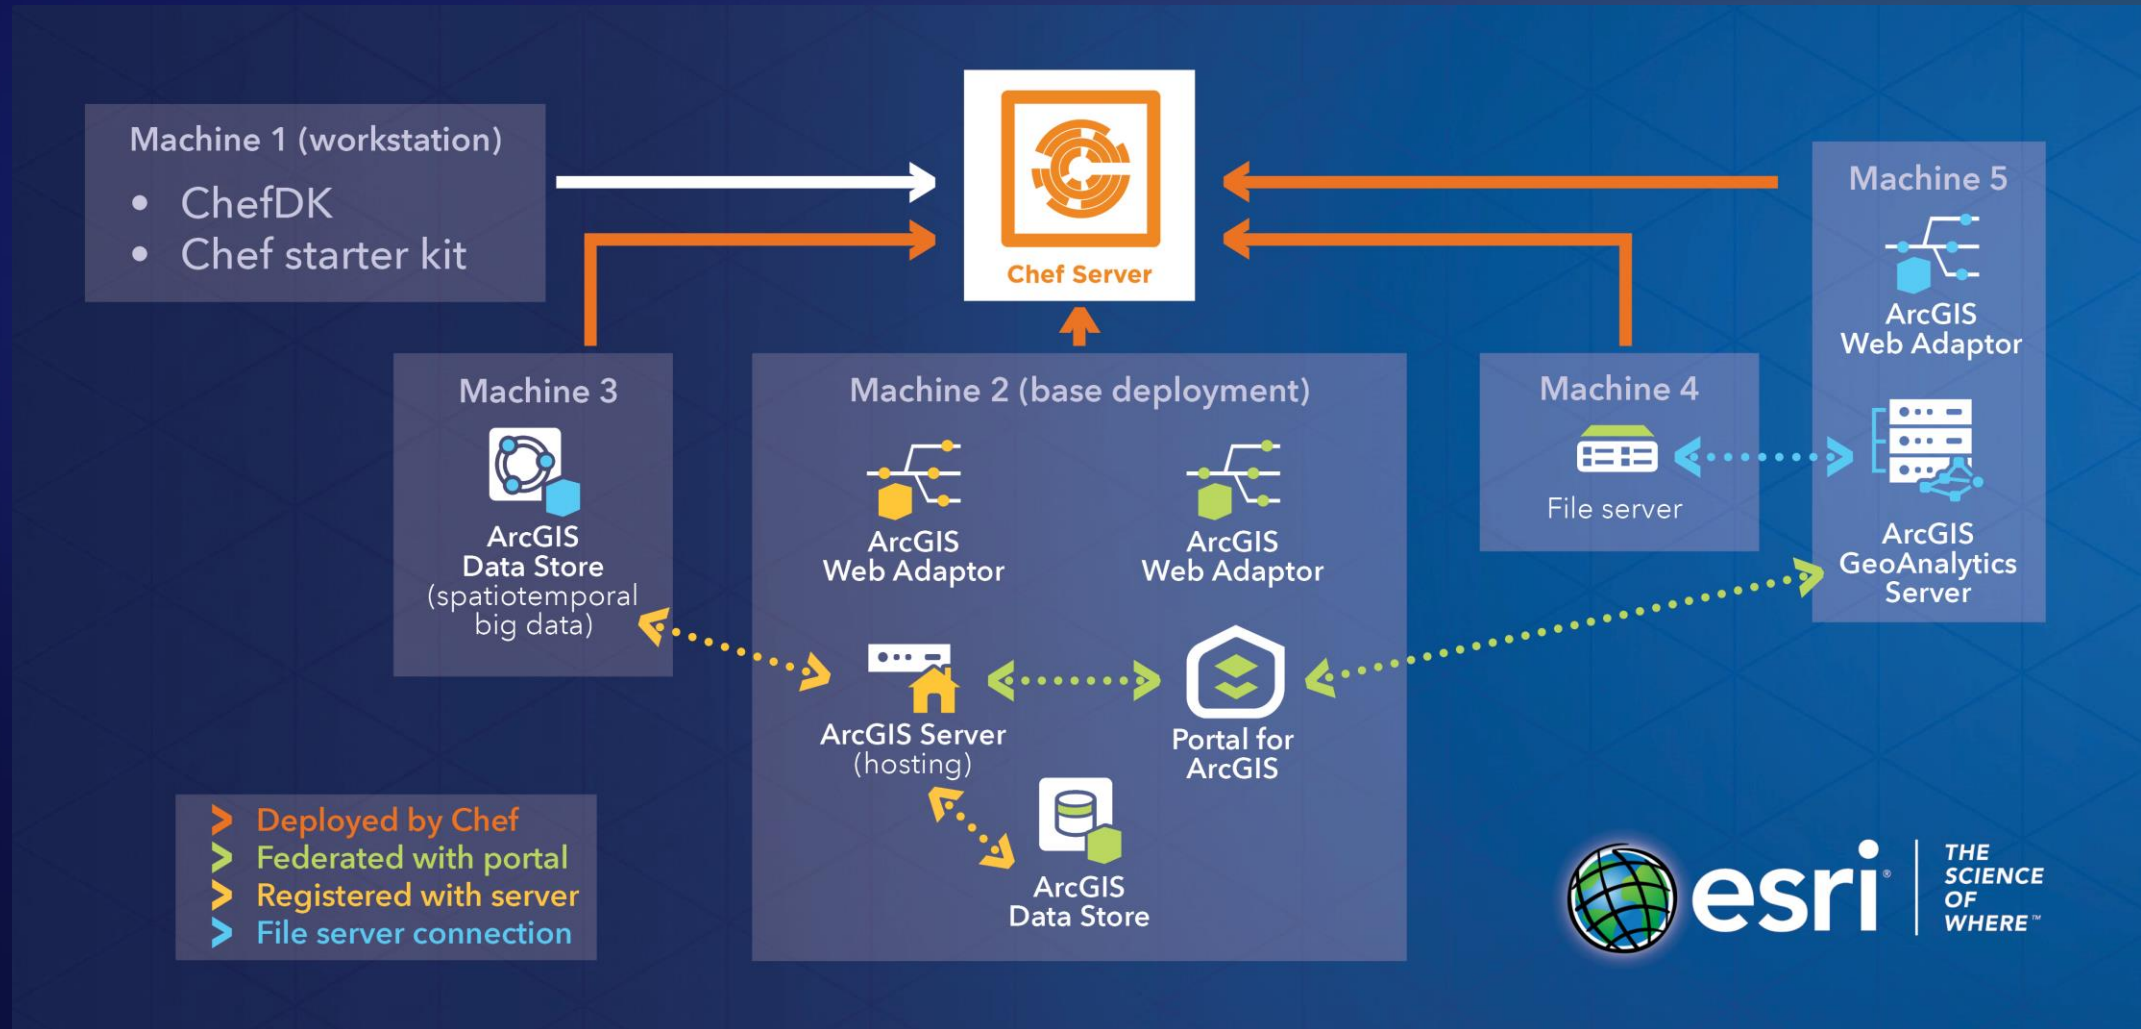 Machine 1 (workstation)
• ChefDK
• Chef starter kit
Chef Server
Machine 5
ArcGIS
Web Adaptor
ArcGIS
GeoAnalytics
Server
Machine 3
ArcGIS
Data Store
(spatiotemporal
big data)
Machine 2 (base deployment)
ArcGIS
Web Adaptor
ArcGIS
Web Adaptor
ArcGIS Server
(hosting)
Portal for
ArcGIS
ArcGIS
Data Store
Machine 4
File server
Deployed by Chef
Federated with portal
Registered with server
File server connection
esri®
THE
SCIENCE
OF
WHERE™